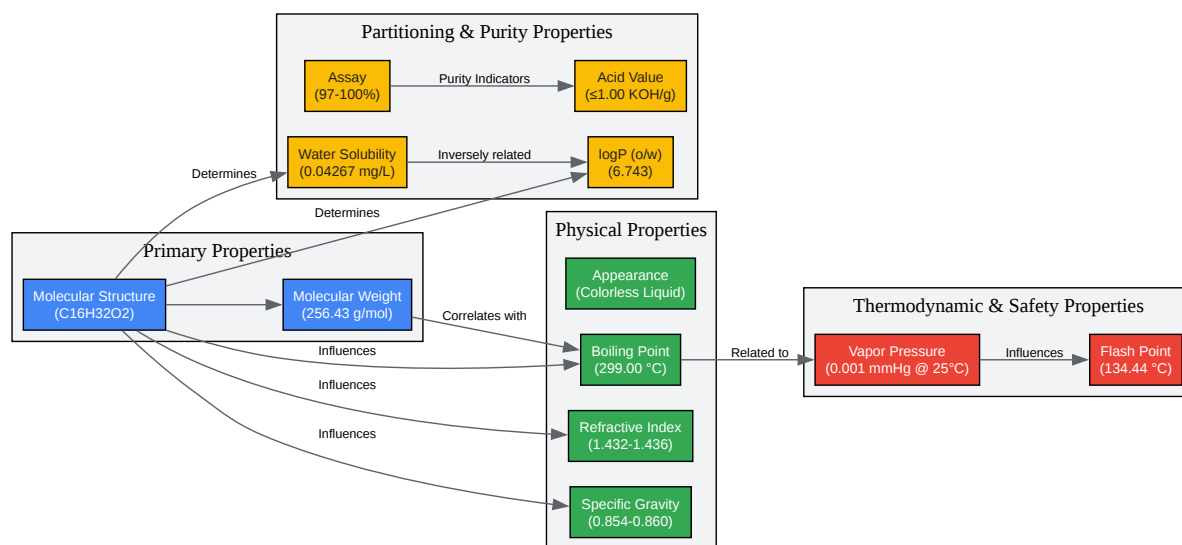 Partitioning & Purity Properties
Assay
(97-100%)
Purity Indicators
Acid Value
(≤1.00 KOH/g)
Water Solubility
(0.04267 mg/L)
Inversely related
logP (o/w)
(6.743)
Determines
Determines
Primary Properties
Molecular Structure
(C16H32O2)
Molecular Weight
(256.43 g/mol)
Correlates with
Influences
Influences
Influences
Physical Properties
Appearance
(Colorless Liquid)
Boiling Point
(299.00 °C)
Refractive Index
(1.432-1.436)
Specific Gravity
(0.854-0.860)
Related to
Thermodynamic & Safety Properties
Vapor Pressure
(0.001 mmHg @ 25°C)
Influences
Flash Point
(134.44 °C)